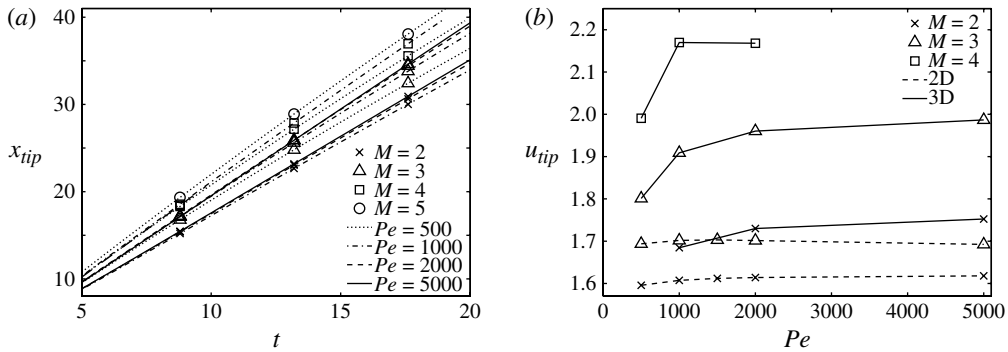 (a)
40
30
20
10
x_tip
5
10
15
20
t
M = 2
M = 3
M = 4
M = 5
Pe = 500
Pe = 1000
Pe = 2000
Pe = 5000
(b)
2.2
2.1
2.0
1.9
1.8
1.7
1.6
u_tip
0
1000
2000
3000
4000
5000
Pe
M = 2
M = 3
M = 4
2D
3D